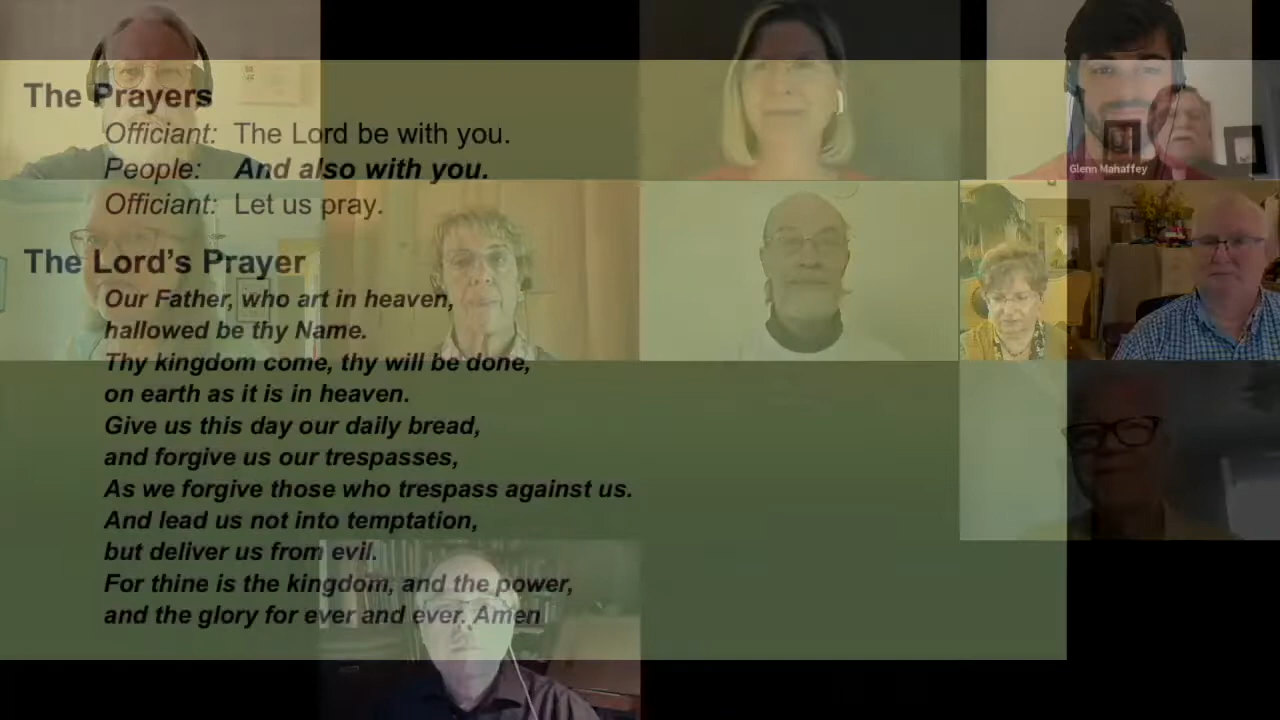 The Prayers
Officiant: The Lord be with you.
People: And also with you.
Glenn Mahaffey
Officiant: Let us pray.
The Lord's Prayer
Our Father, who art in heaven,
hallowed be thy Name.
Thy kingdom come, thy will be done,
on earth as it is in heaven.
Give us this day our daily bread,
and forgive us our trespasses,
As we forgive those who trespass against us.
And lead us not into temptation,
but deliver us from evil.
For thine is the kingdom, and the power,
and the glory for ever and ever. Amen